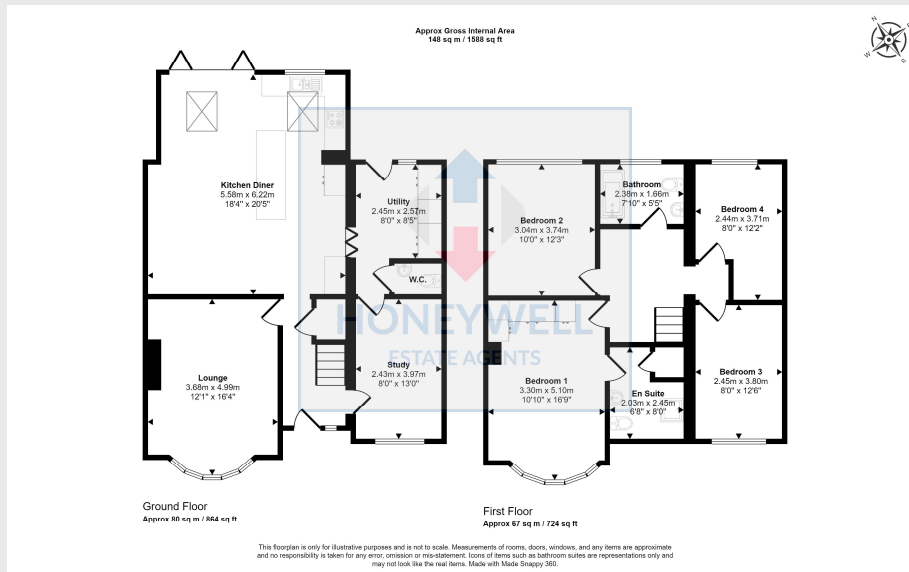 Approx Gross Internal Area
148 sq m / 1588 sq ft
N
W
Kitchen Diner
5.58m x 6.22m
18'4" x 20'5"
Utility
2.45m x 2.57m
8'0" x 8'5"
W.C.
Lounge
3.68m x 4.99m
12'1" x 16'4"
Study
2.43m x 3.97m
8'0" x 13'0"
Bedroom 2
3.04m x 3.74m
10'0" x 12'3"
Bathroom
2.38m x 1.66m
7'10" x 5'5"
Bedroom 4
2.44m x 3.71m
8'0" x 12'2"
Bedroom 1
3.30m x 5.10m
10'10" x 16'9"
En Suite
2.03m x 2.45m
6'8" x 8'0"
Bedroom 3
2.45m x 3.80m
8'0" x 12'6"
HONEYWELL
ESTATE AGENTS
Ground Floor
Approx 80 sq m / 864 sq ft
First Floor
Approx 67 sq m / 724 sq ft
This floorplan is only for illustrative purposes and is not to scale. Measurements of rooms, doors, windows, and any items are approximate
and no responsibility is taken for any error, omission or mis-statement. Icons of items such as bathroom suites are representations only and
may not look like the real items. Made with Made Snappy 360.